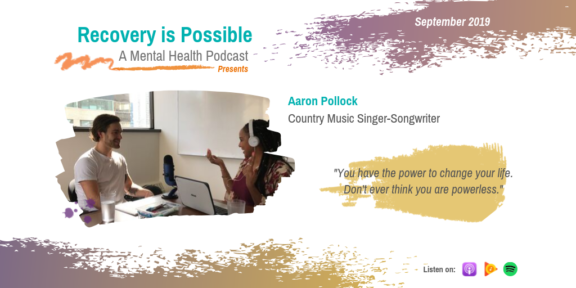 September 2019
Recovery is Possible
A Mental Health Podcast
Presents
Aaron Pollock
Country Music Singer-Songwriter
"You have the power to change your life.
Don't ever think you are powerless."
Listen on: